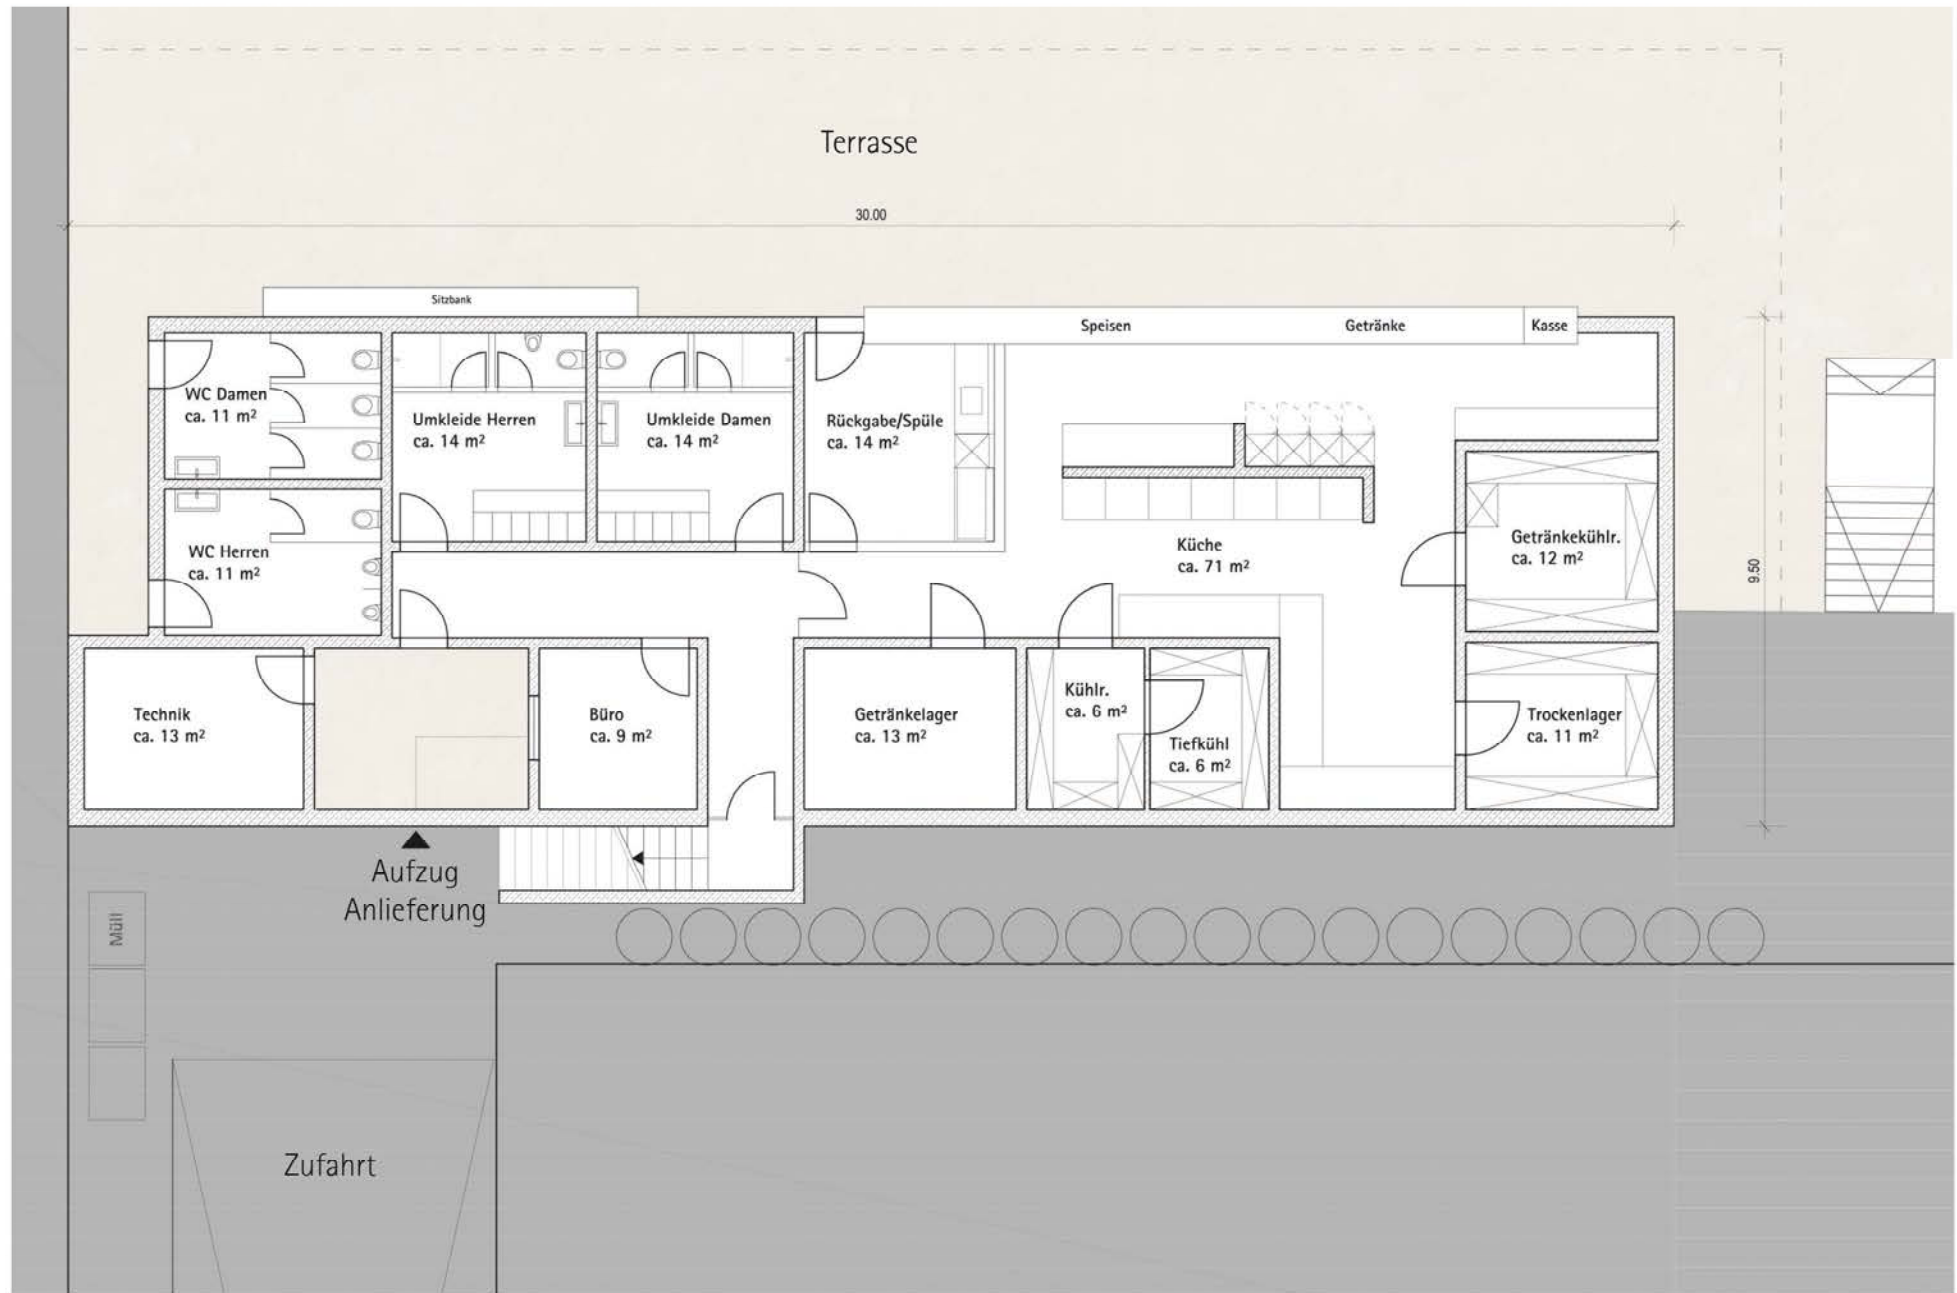 Terrasse
30.00
Sitzbank
Speisen
Getränke
Kasse
WC Damen
ca. 11 m²
Umkleide Herren
ca. 14 m²
Umkleide Damen
ca. 14 m²
Rückgabe/Spüle
ca. 14 m²
WC Herren
ca. 11 m²
Küche
ca. 71 m²
Getränkekühlr.
ca. 12 m²
9.50
Technik
ca. 13 m²
Büro
ca. 9 m²
Getränkelager
ca. 13 m²
Kühlr.
ca. 6 m²
Tiefkühl
ca. 6 m²
Trockenlager
ca. 11 m²
Aufzug
Anlieferung
Müll
Zufahrt